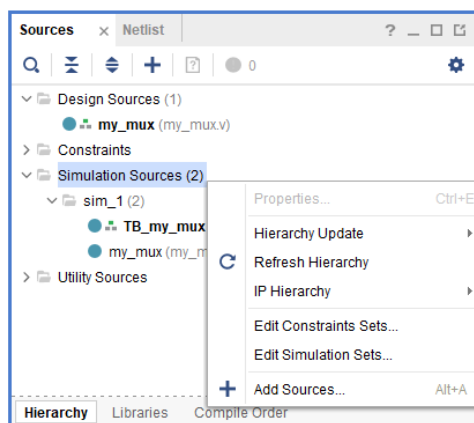 Sources × Netlist ? _
0
Design Sources (1)
my_mux (my_mux.v)
Constraints
Simulation Sources (2)
sim_1 (2)
TB_my_mux
my_mux (my_m
Utility Sources
Properties... Ctrl+E
Hierarchy Update
Refresh Hierarchy
IP Hierarchy
Edit Constraints Sets...
Edit Simulation Sets...
Add Sources... Alt+A
Hierarchy Libraries Compile Order